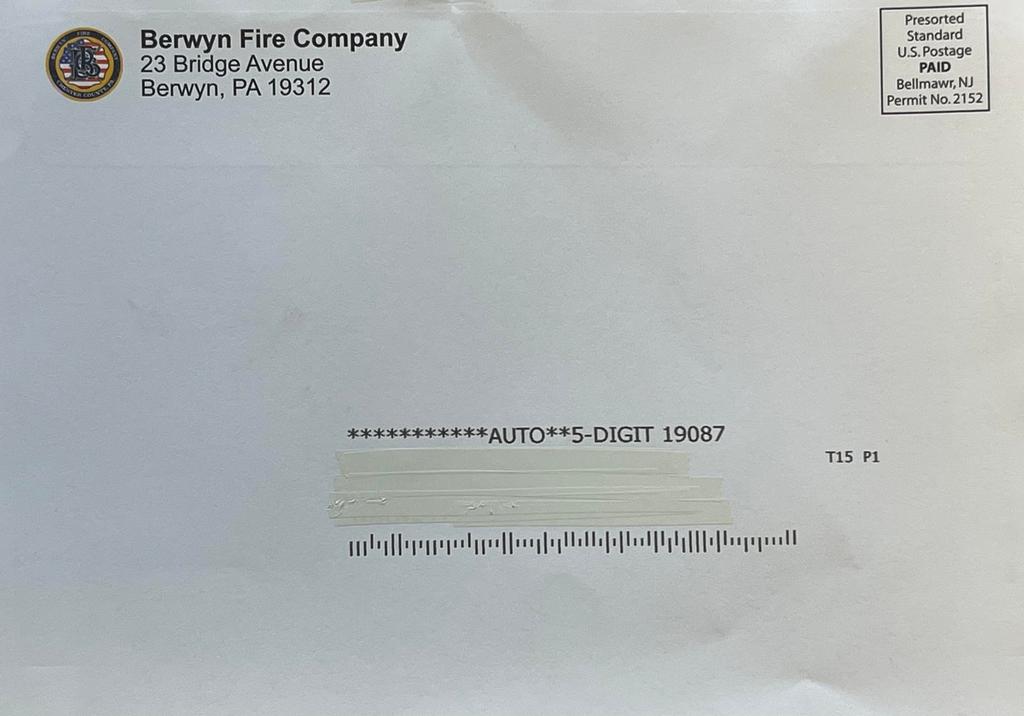 Berwyn Fire Company
23 Bridge Avenue
Berwyn, PA 19312
Presorted
Standard
U.S. Postage
PAID
Bellmawr, NJ
Permit No. 2152
***********AUTO**5-DIGIT 19087
T15 P1